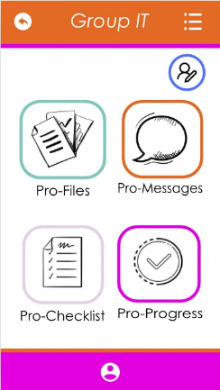 Group IT
Pro-Files
Pro-Messages
Pro-Checklist
Pro-Progress